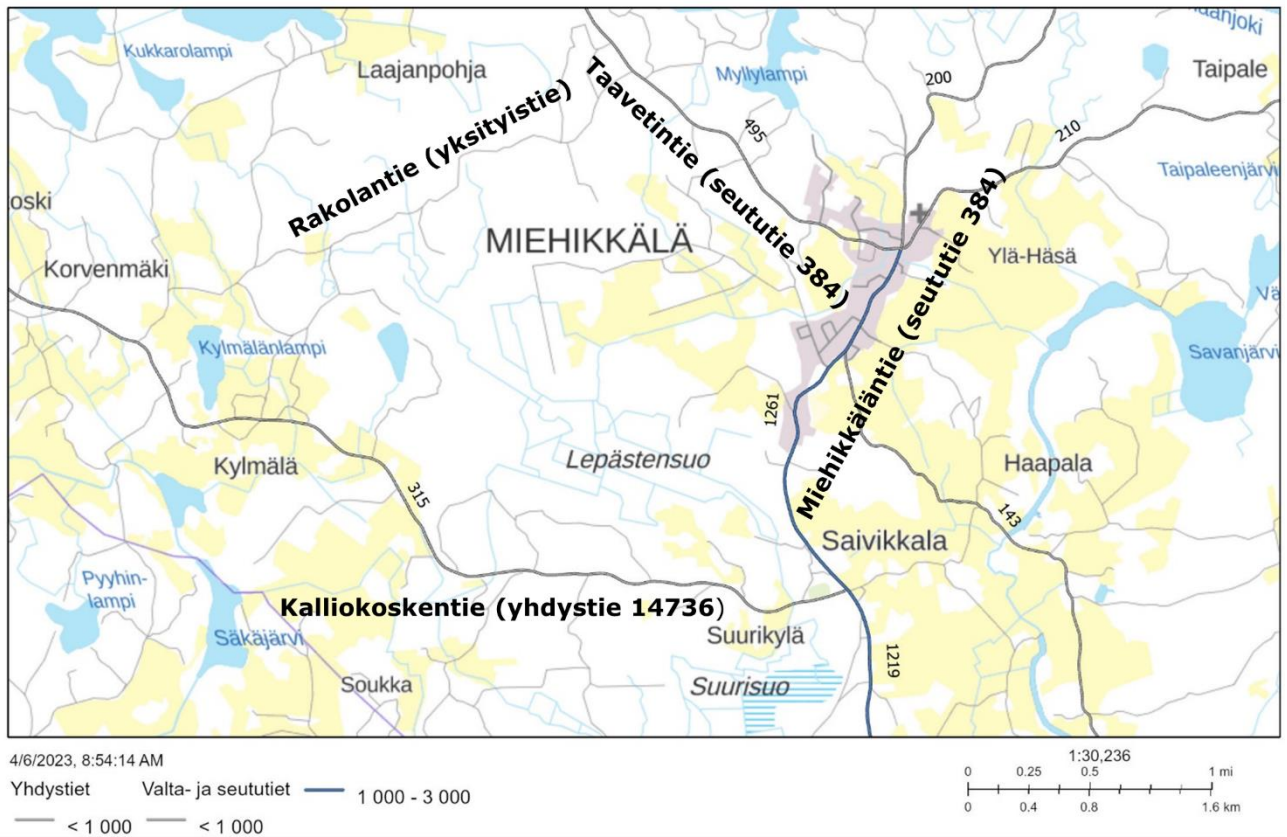 Kukkarolampi
Laajanpohja
Myllylampi
Taipale
200
210
495
Taavetintie (seututie 384)
Rakolantie (yksityistie)
Taipaleenjärvi
oski
MIEHIKKÄLÄ
Ylä-Häsä
Korvenmäki
Miehikkäläntie (seututie 384)
Vä
Kylmälänlampi
Savanjärvi
1261
Kylmälä
Lepästensuo
Haapala
315
143
Saivikkala
Pyyhin-
lampi
Kalliokoskentie (yhdystie 14736)
Säkäjärvi
Suurikylä
1219
Soukka
Suurisuo
4/6/2023, 8:54:14 AM
1:30,236
Yhdystiet Valta- ja seututiet 1 000 - 3 000
< 1 000 < 1 000
0 0.25 0.5 1 mi
0 0.4 0.8 1.6 km